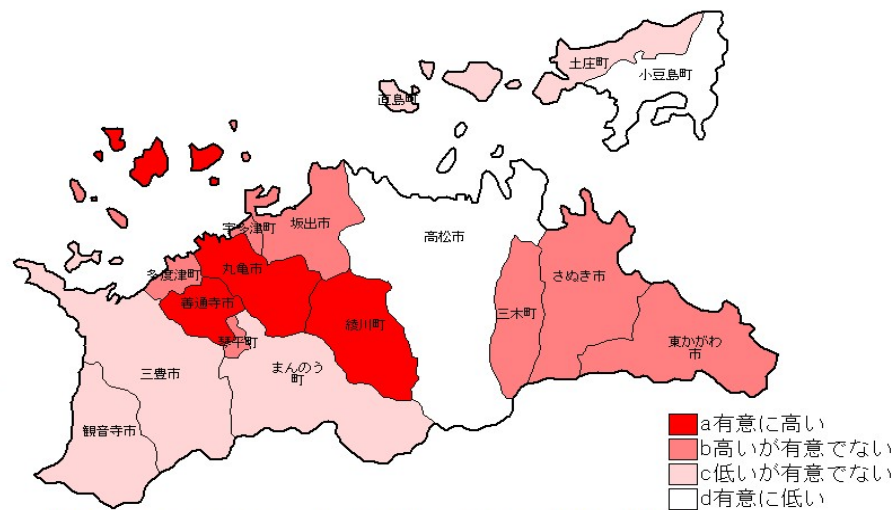 土庄町
小豆島町
直島町
宇多津町
坂出市
高松市
多度津町
丸亀市
さぬき市
善通寺市
綾川町
三木町
琴平町
東かがわ
市
三豊市
まんのう
町
観音寺市
a有意に高い
b高いが有意でない
c低いが有意でない
d有意に低い